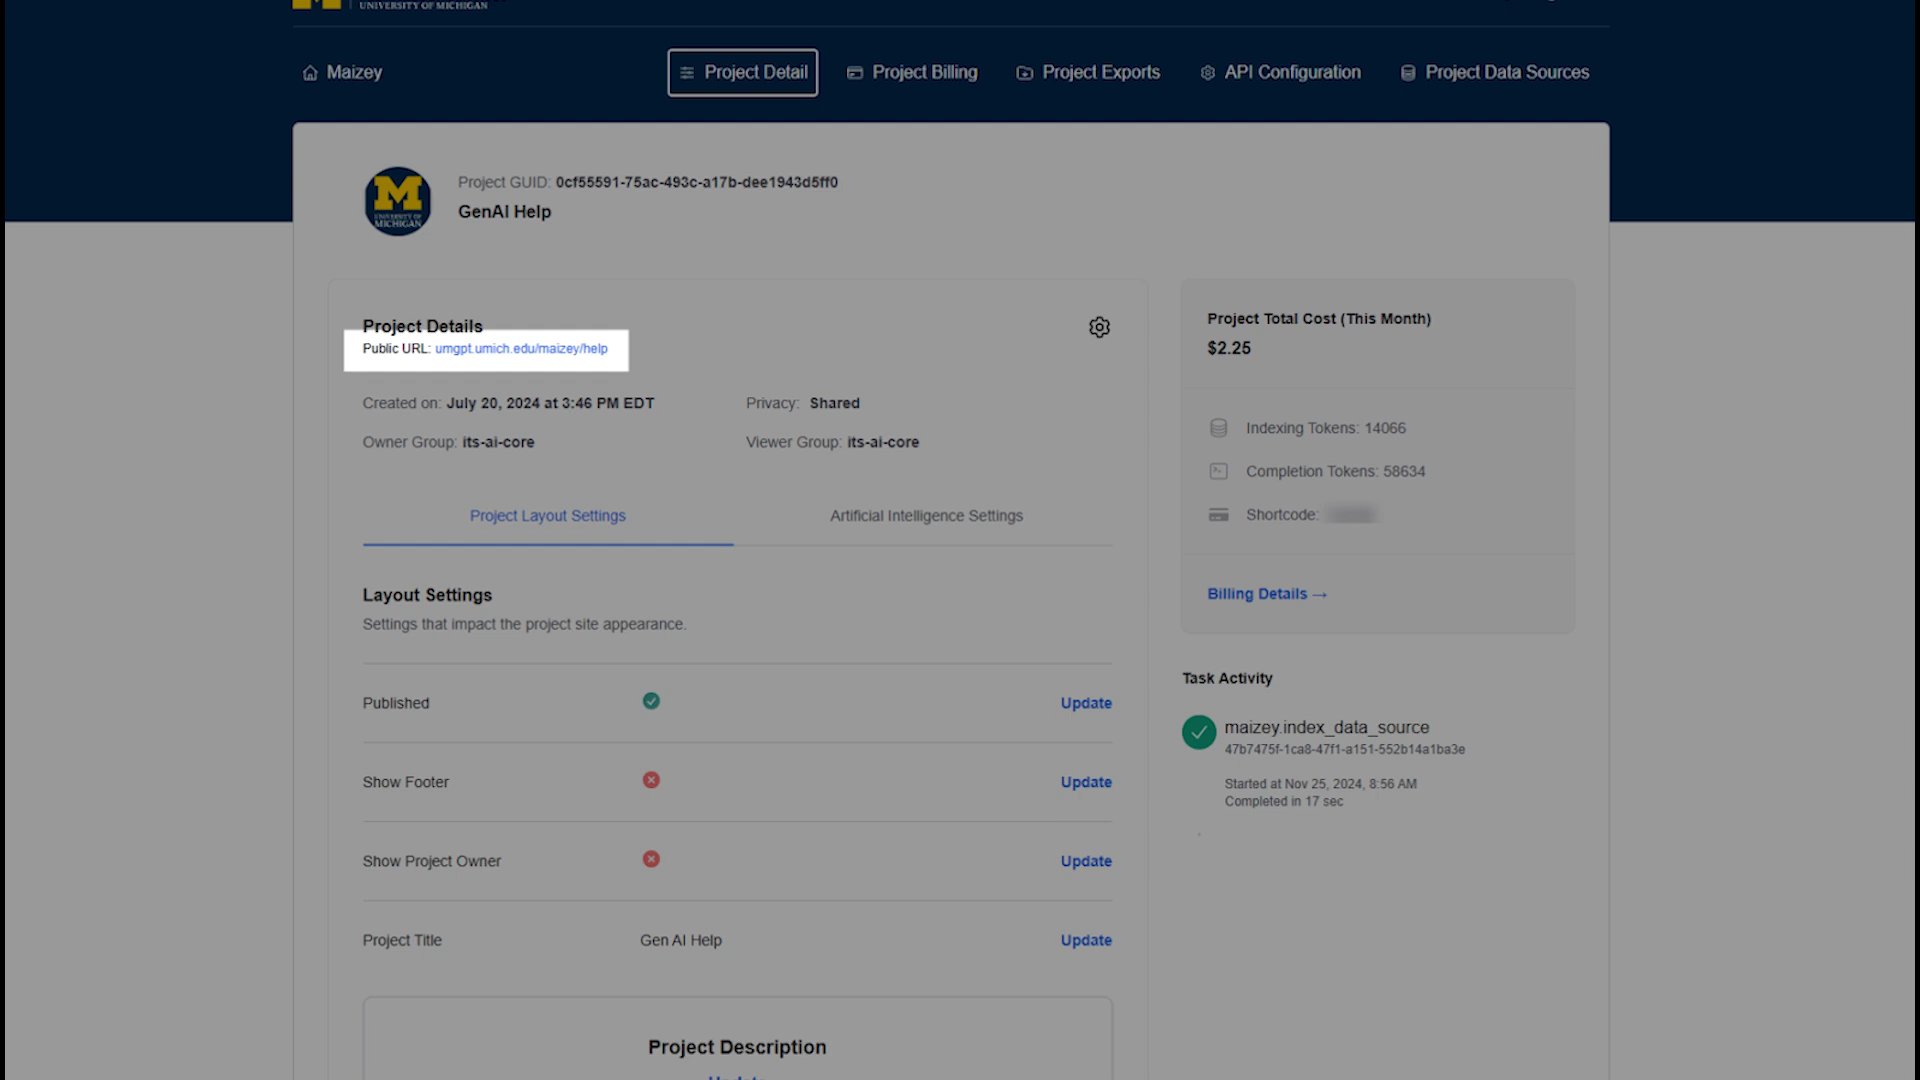 UNIVERSITY OF MICHIGAN
Maizey
Project Detail
Project Billing
Project Exports
API Configuration
Project Data Sources
M
UNIVERSITY OF
MICHIGAN
Project GUID: 0cf55591-75ac-493c-a17b-dee1943d5ff0
GenAI Help
Project Details
Public URL: umgpt.umich.edu/maizey/help
Created on: July 20, 2024 at 3:46 PM EDT
Privacy: Shared
Owner Group: its-ai-core
Viewer Group: its-ai-core
Project Layout Settings
Artificial Intelligence Settings
Layout Settings
Settings that impact the project site appearance.
Published
Update
Show Footer
Update
Show Project Owner
Update
Project Title
Gen AI Help
Update
Project Description
Project Total Cost (This Month)
$2.25
Indexing Tokens: 14066
Completion Tokens: 58634
Shortcode:
Billing Details →
Task Activity
maizey.index_data_source
47b7475f-1ca8-47f1-a151-552b14a1ba3e
Started at Nov 25, 2024, 8:56 AM
Completed in 17 sec